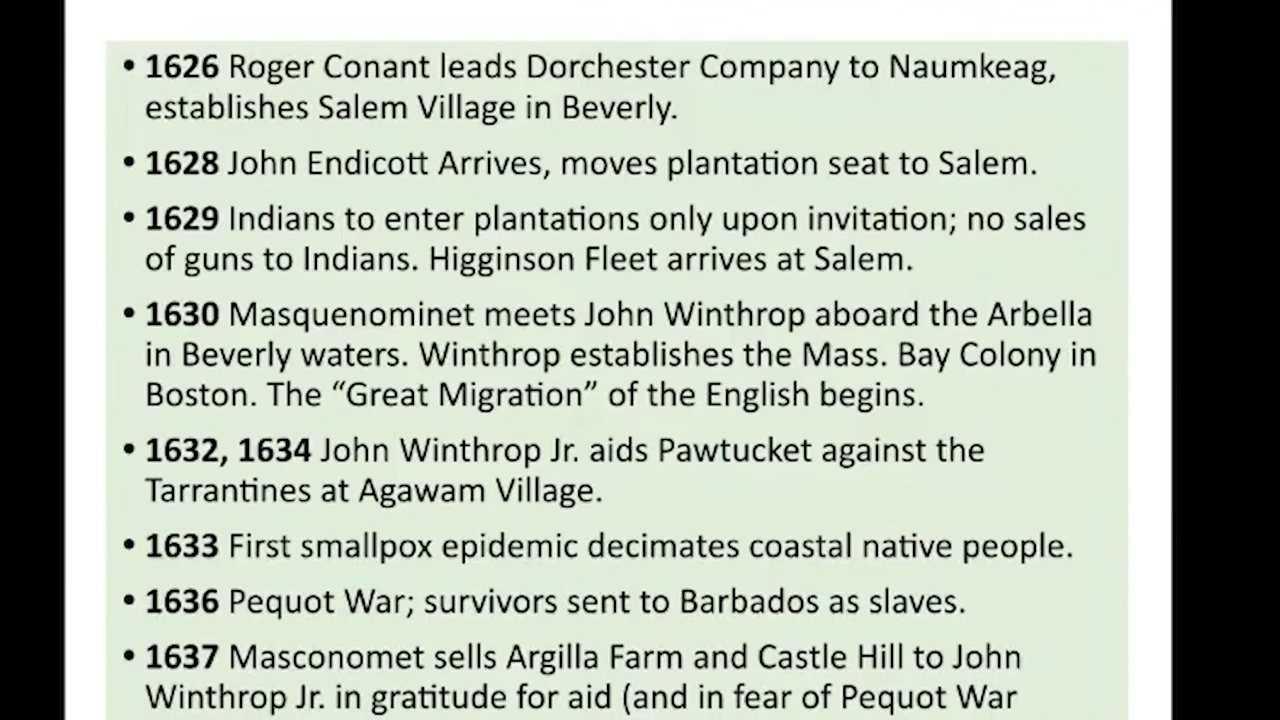 • 1626 Roger Conant leads Dorchester Company to Naumkeag,
establishes Salem Village in Beverly.
• 1628 John Endicott Arrives, moves plantation seat to Salem.
• 1629 Indians to enter plantations only upon invitation; no sales
of guns to Indians. Higginson Fleet arrives at Salem.
• 1630 Masquenominet meets John Winthrop aboard the Arbella
in Beverly waters. Winthrop establishes the Mass. Bay Colony in
Boston. The “Great Migration” of the English begins.
• 1632, 1634 John Winthrop Jr. aids Pawtucket against the
Tarrantines at Agawam Village.
• 1633 First smallpox epidemic decimates coastal native people.
• 1636 Pequot War; survivors sent to Barbados as slaves.
• 1637 Masconomet sells Argilla Farm and Castle Hill to John
Winthrop Jr. in gratitude for aid (and in fear of Pequot War